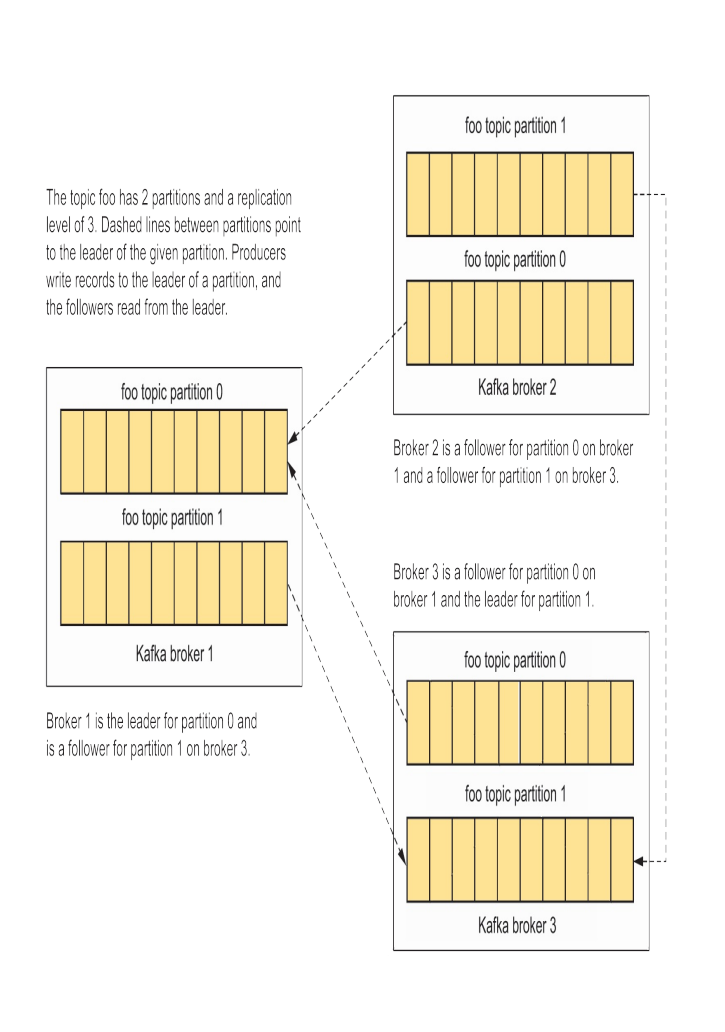 The topic foo has 2 partitions and a replication
level of 3. Dashed lines between partitions point
to the leader of the given partition. Producers
write records to the leader of a partition, and
the followers read from the leader.
foo topic partition 1
foo topic partition 0
Kafka broker 2
Broker 2 is a follower for partition 0 on broker
1 and a follower for partition 1 on broker 3.
foo topic partition 0
foo topic partition 1
Kafka broker 1
Broker 1 is the leader for partition 0 and
is a follower for partition 1 on broker 3.
Broker 3 is a follower for partition 0 on
broker 1 and the leader for partition 1.
foo topic partition 0
foo topic partition 1
Kafka broker 3